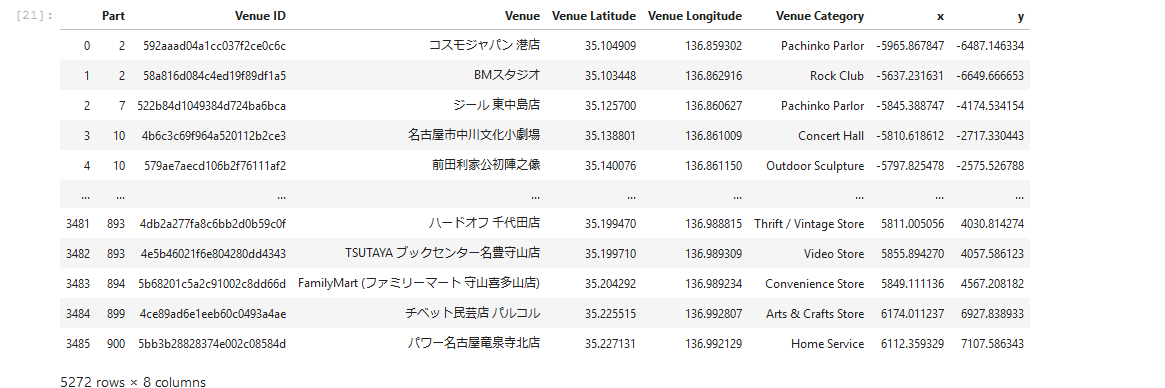 [21]:
Part Venue ID Venue Venue Latitude Venue Longitude Venue Category x y
0 2 592aaad04a1cc037f2ce0c6c コスモジャパン 港店 35.104909 136.859302 Pachinko Parlor -5965.867847 -6487.146334
1 2 58a816d084c4ed19f89df1a5 BMスタジオ 35.103448 136.862916 Rock Club -5637.231631 -6649.666653
2 7 522b84d1049384d724ba6bca ジール 東中島店 35.125700 136.860627 Pachinko Parlor -5845.388747 -4174.534154
3 10 4b6c3c69f964a520112b2ce3 名古屋市中川文化小劇場 35.138801 136.861009 Concert Hall -5810.618612 -2717.330443
4 10 579ae7aecd106b2f76111af2 前田利家公初陣之像 35.140076 136.861150 Outdoor Sculpture -5797.825478 -2575.526788
... ... ... ... ... ... ... ... ...
3481 893 4db2a277fa8c6bb2d0b59c0f ハードオフ 千代田店 35.199470 136.988815 Thrift / Vintage Store 5811.005056 4030.814274
3482 893 4e5b46021f6e804280dd4343 TSUTAYA ブックセンター名豊守山店 35.199710 136.989309 Video Store 5855.894270 4057.586123
3483 894 5b68201c5a2c91002c8dd66d FamilyMart (ファミリーマート 守山喜多山店) 35.204292 136.989234 Convenience Store 5849.111136 4567.208182
3484 899 4ce89ad6e1eeb60c0493a4ae チベット民芸店 パルコル 35.225515 136.992807 Arts & Crafts Store 6174.011237 6927.838933
3485 900 5bb3b28828374e002c08584d パワー名古屋竜泉寺北店 35.227131 136.992129 Home Service 6112.359329 7107.586343
5272 rows × 8 columns